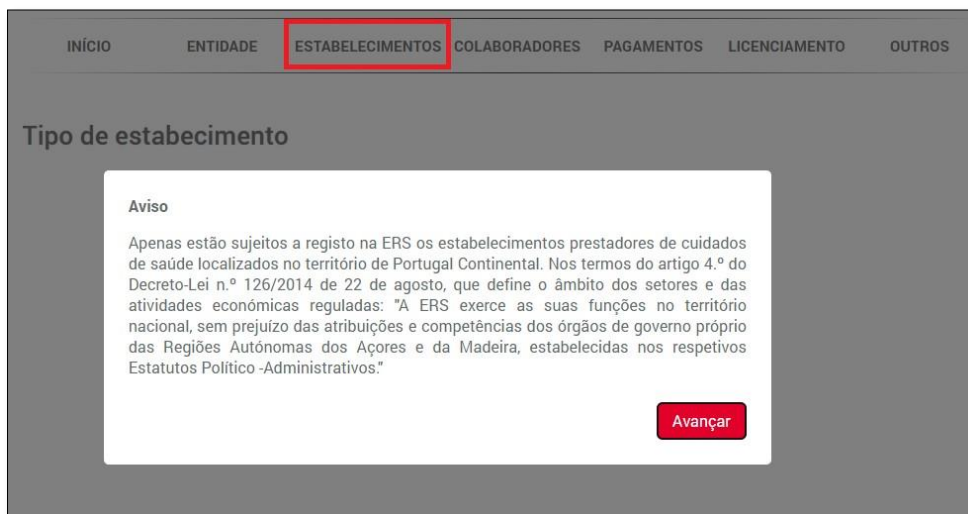 INÍCIO ENTIDADE ESTABELECIMENTOS COLABORADORES PAGAMENTOS LICENCIAMENTO OUTROS
Tipo de estabecimento
Aviso
Apenas estão sujeitos a registo na ERS os estabelecimentos prestadores de cuidados
de saúde localizados no território de Portugal Continental. Nos termos do artigo 4.º do
Decreto-Lei n.º 126/2014 de 22 de agosto, que define o âmbito dos setores e das
atividades económicas reguladas: "A ERS exerce as suas funções no território
nacional, sem prejuízo das atribuições e competências dos órgãos de governo próprio
das Regiões Autónomas dos Açores e da Madeira, estabelecidas nos respetivos
Estatutos Político -Administrativos."
Avançar